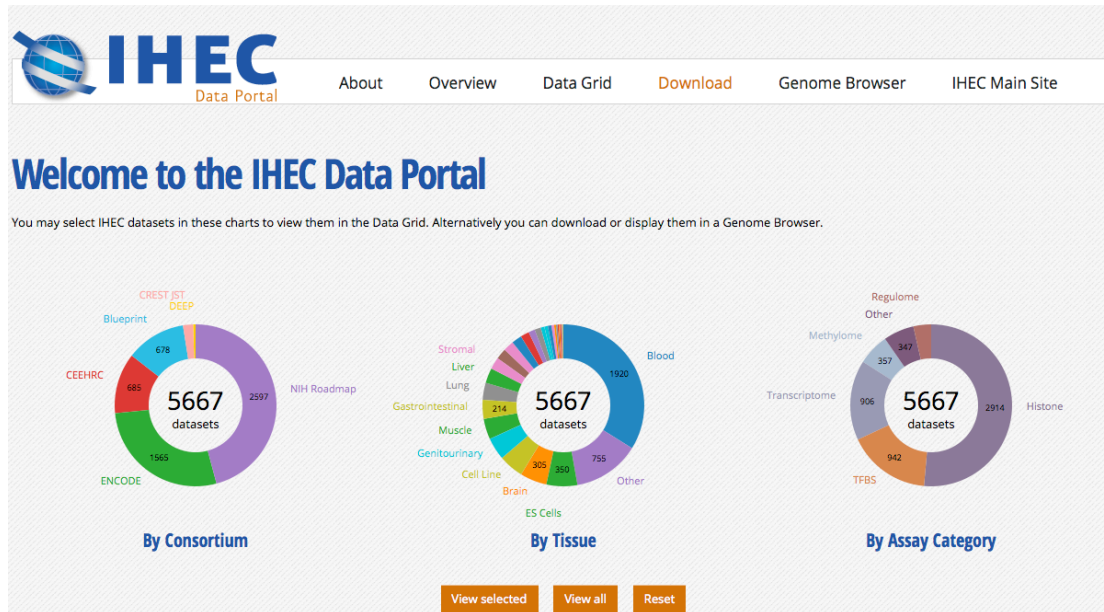 IHEC
Data Portal
About Overview Data Grid Download Genome Browser IHEC Main Site
Welcome to the IHEC Data Portal
You may select IHEC datasets in these charts to view them in the Data Grid. Alternatively you can download or display them in a Genome Browser.
CREST JST
DEEP
Blueprint
678
CEEHRC
685
5667
datasets
2597
NIH Roadmap
1565
ENCODE
By Consortium
Stromal
Liver
Lung
Gastrointestinal
214
Muscle
Genitourinary
Cell Line
Brain
305
ES Cells
350
5667
datasets
1920
Blood
755
Other
By Tissue
Regulome
Other
347
Methylome
357
Transcriptome
906
5667
datasets
2914
Histone
942
TFBS
By Assay Category
View selected View all Reset